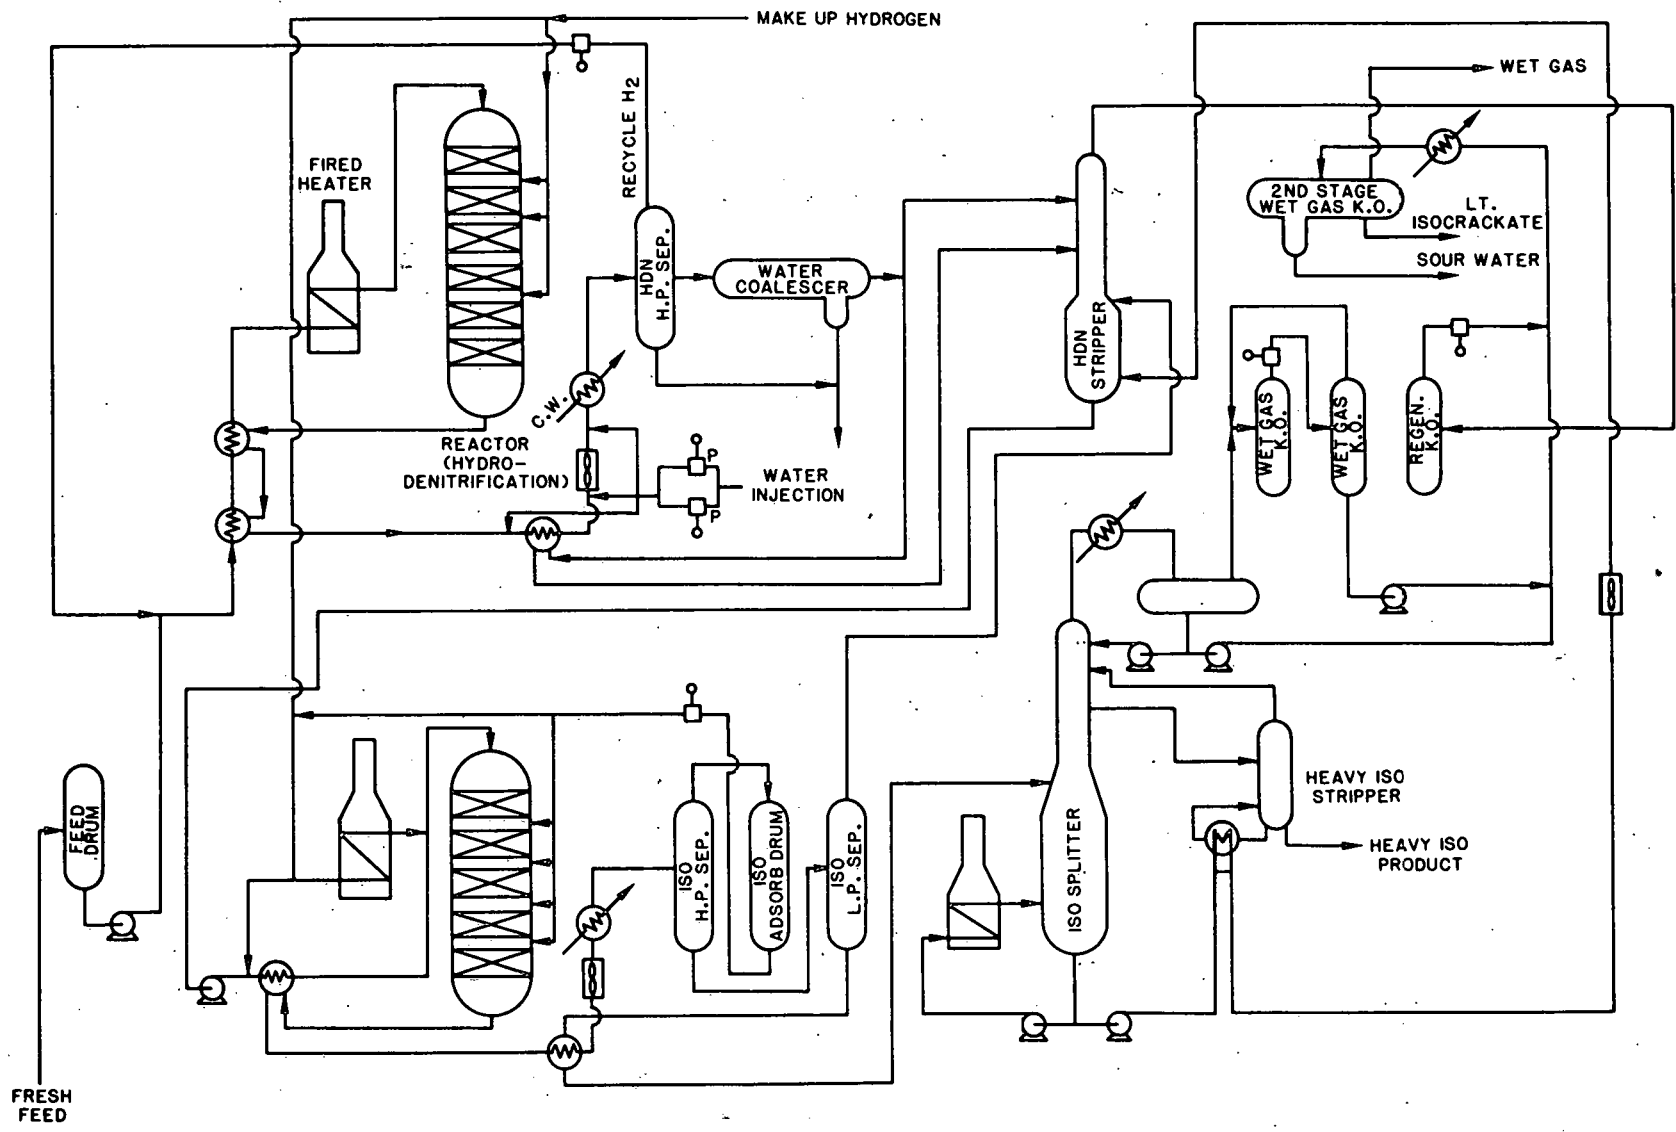 MAKE UP HYDROGEN
WET GAS
RECYCLE H2
FIRED
HEATER
2ND STAGE
WET GAS K.O.
LT.
ISOCRACKATE
SOUR WATER
HDN
H.P. SEP.
WATER
COALESCER
HDN
STRIPPER
WET GAS
K.O.
WET GAS
K.O.
REGEN.
K.O.
C.W.
REACTOR
(HYDRO-
DENITRIFICATION)
P
WATER
INJECTION
P
FEED
DRUM
ISO
H.P. SEP.
ISO
ADSORB DRUM
ISO
L.P. SEP.
ISO SPLITTER
HEAVY ISO
STRIPPER
HEAVY ISO
PRODUCT
FRESH
FEED